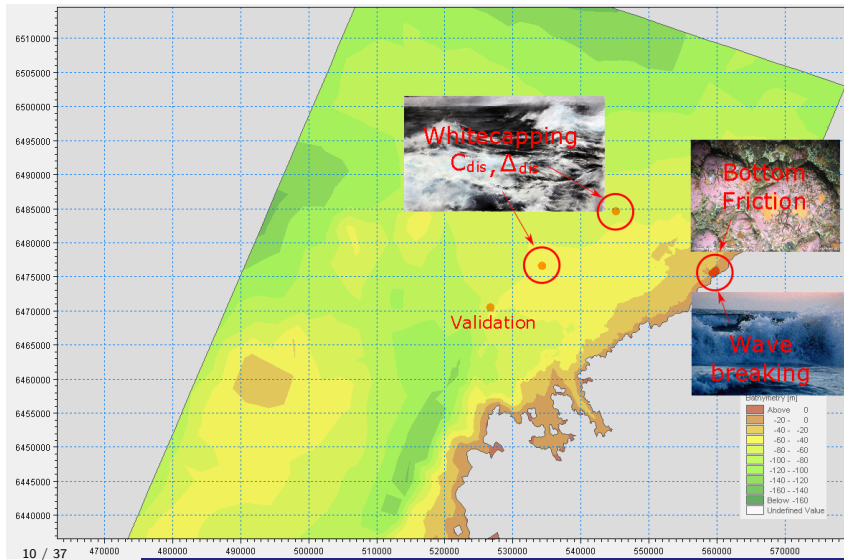 6510000
6505000
6500000
6495000
6490000
6485000
6480000
6475000
6470000
6465000
6460000
6455000
6450000
6445000
6440000
Whitecapping
Cdis, Δdis
Bottom
Friction
Validation
Wave
breaking
Bathymetry [m]
Above 0
-20 - 0
-40 - -20
-60 - -40
-80 - -60
-100 - -80
-120 - -100
-140 - -120
-160 - -140
Below -160
Undefined Value
470000 480000 490000 500000 510000 520000 530000 540000 550000 560000 570000
10 / 37